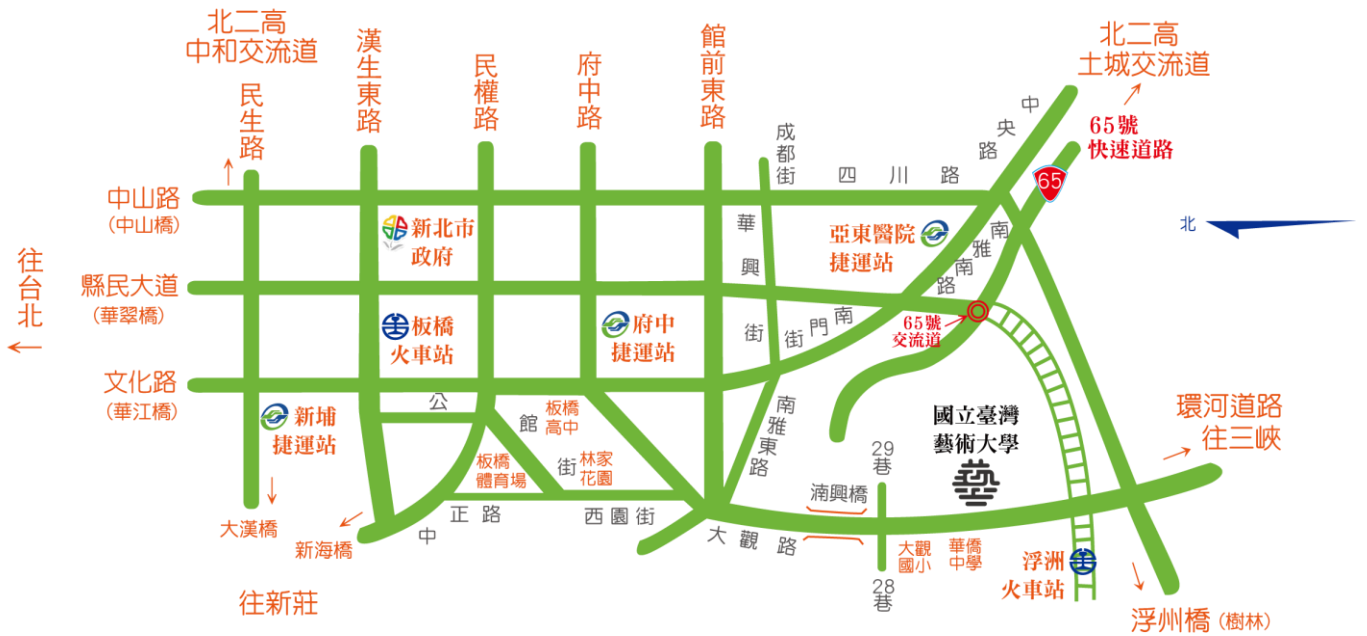 北二高
中和交流道
民生路
漢生東路
民權路
府中路
館前東路
成都街
四川路
中央路
北二高
土城交流道
65號
快速道路
65
中山路
(中山橋)
新北市
政府
華興街
亞東醫院
捷運站
南雅南路
北
往台北
縣民大道
(華翠橋)
板橋
火車站
府中
捷運站
南門街
65號
交流道
文化路
(華江橋)
新埔
捷運站
公館街
板橋
高中
板橋
體育場
林家
花園
南雅東路
國立臺灣
藝術大學
環河道路
往三峽
29巷
湳興橋
大漢橋
新海橋
中正路
西園街
大觀路
大觀
國小
華僑
中學
28巷
浮洲
火車站
往新莊
浮州橋(樹林)